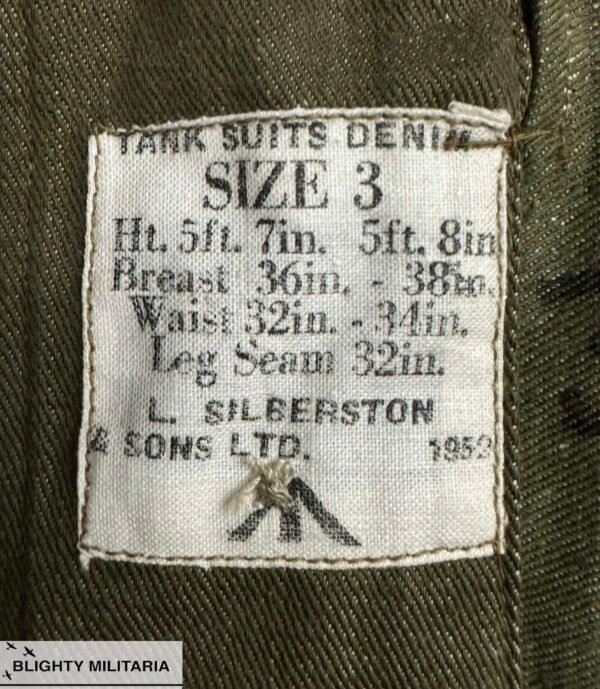 TANK SUITS DENIM
SIZE 3
Ht. 5ft. 7in. 5ft. 8in
Breast 36in. - 38in.
Waist 32in. - 34in.
Leg Seam 32in.
L. SILBERSTON
& SONS LTD. 1952
BLIGHTY MILITARIA